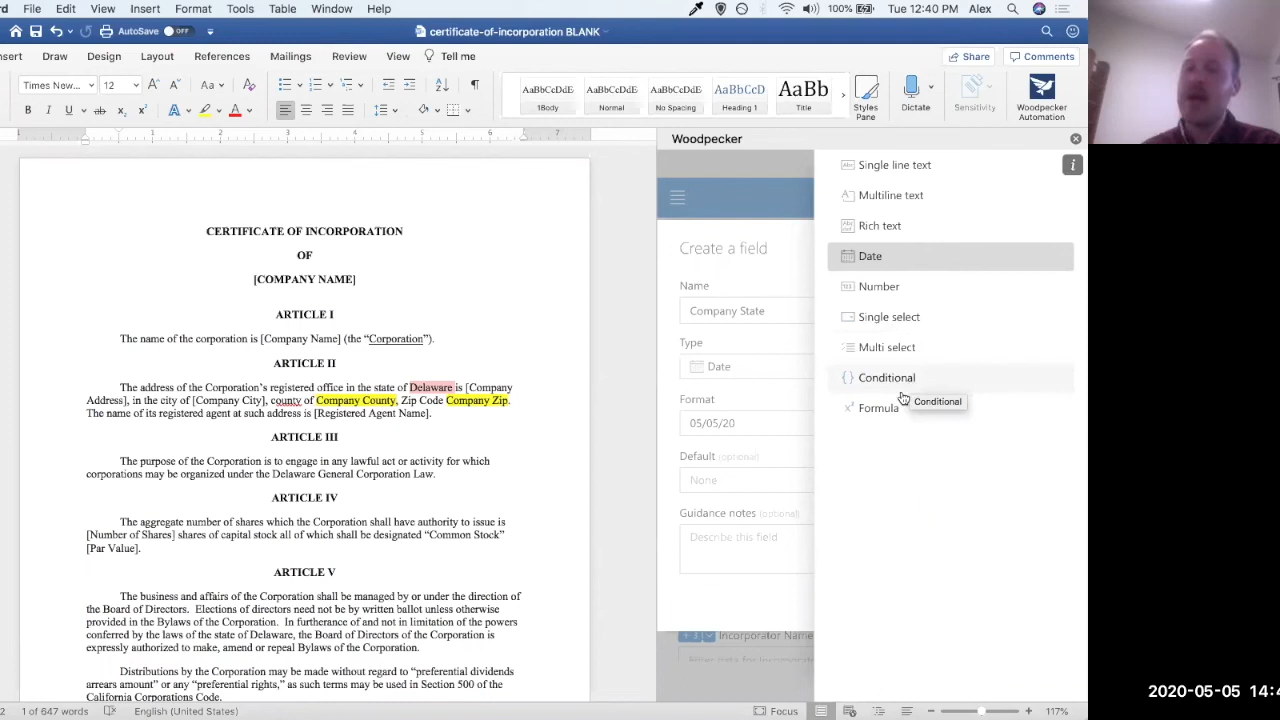 File Edit View Insert Format Tools Table Window Help 100% Tue 12:40 PM Alex
AutoSave OFF certificate-of-incorporation BLANK
nsert Draw Design Layout References Mailings Review View Tell me Share Comments
Times New... 12
AaBbCcDdE AaBbCcDdE AaBbCcDdE AaBbCcD AaBb
1Body Normal No Spacing Heading 1 Title
Styles Pane
Dictate
Sensitivity
Woodpecker Automation
1 2 3 4 5 6 7
Woodpecker
CERTIFICATE OF INCORPORATION
OF
[COMPANY NAME]
ARTICLE I
The name of the corporation is [Company Name] (the “Corporation”).
ARTICLE II
The address of the Corporation’s registered office in the state of Delaware is [Company
Address], in the city of [Company City], county of Company County, Zip Code Company Zip.
The name of its registered agent at such address is [Registered Agent Name].
ARTICLE III
The purpose of the Corporation is to engage in any lawful act or activity for which
corporations may be organized under the Delaware General Corporation Law.
ARTICLE IV
The aggregate number of shares which the Corporation shall have authority to issue is
[Number of Shares] shares of capital stock all of which shall be designated “Common Stock”
[Par Value].
ARTICLE V
The business and affairs of the Corporation shall be managed by or under the direction of
the Board of Directors. Elections of directors need not be by written ballot unless otherwise
provided in the Bylaws of the Corporation. In furtherance of and not in limitation of the powers
conferred by the laws of the state of Delaware, the Board of Directors of the Corporation is
expressly authorized to make, amend or repeal Bylaws of the Corporation.
Distributions by the Corporation may be made without regard to “preferential dividends
arrears amount” or any “preferential rights,” as such terms may be used in Section 500 of the
California Corporations Code.
Create a field
Name
Company State
Type
Date
Format
05/05/20
Default (optional)
None
Guidance notes (optional)
Describe this field
Incorporator Name
Single line text
Multiline text
Rich text
Date
Number
Single select
Multi select
Conditional
Conditional
Formula
2 1 of 647 words English (United States) Focus 117%
2020-05-05 14:4